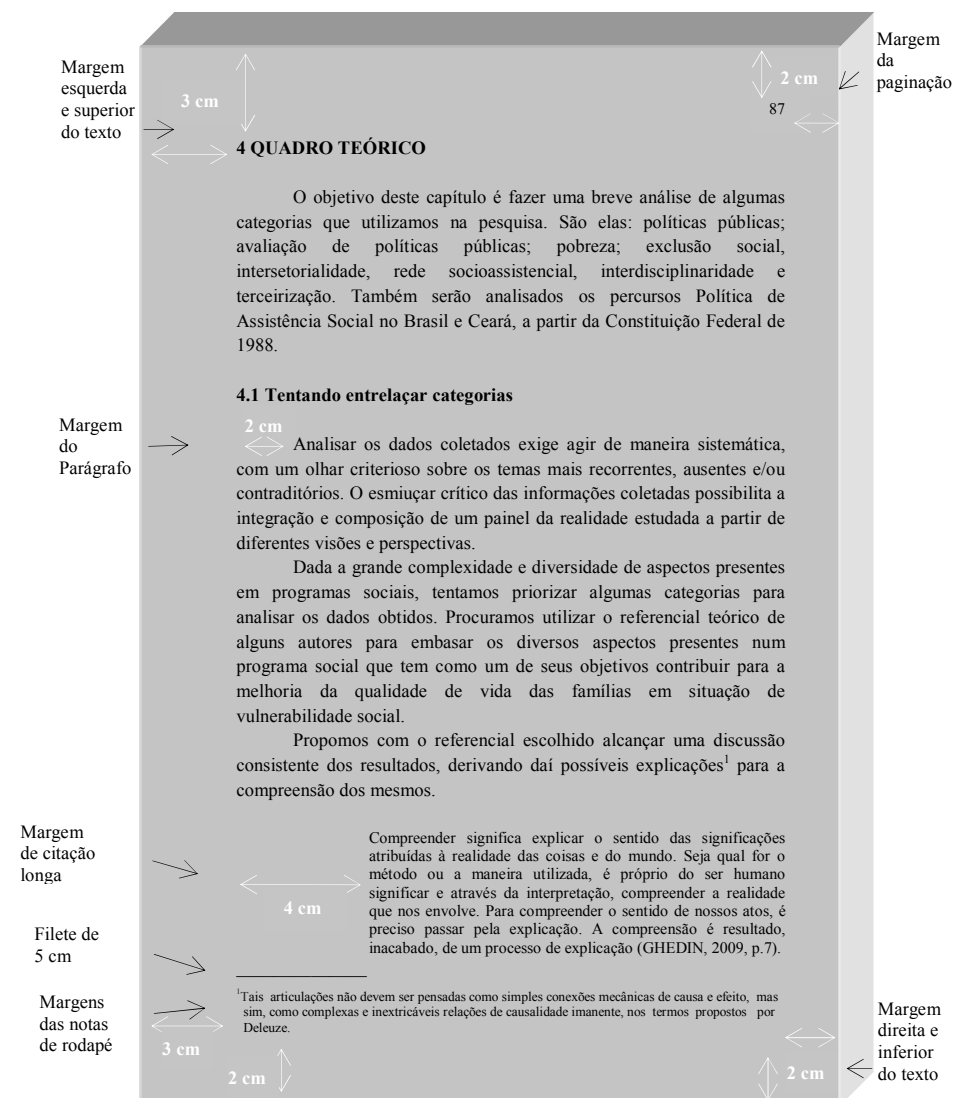 Margem
da
paginação
Margem
esquerda
e superior
do texto
3 cm
2 cm
87
4 QUADRO TEÓRICO
O objetivo deste capítulo é fazer uma breve análise de algumas
categorias que utilizamos na pesquisa. São elas: políticas públicas;
avaliação de políticas públicas; pobreza; exclusão social,
intersetorialidade, rede socioassistencial, interdisciplinaridade e
terceirização. Também serão analisados os percursos Política de
Assistência Social no Brasil e Ceará, a partir da Constituição Federal de
1988.
4.1 Tentando entrelaçar categorias
Margem
do
Parágrafo
2 cm
Analisar os dados coletados exige agir de maneira sistemática,
com um olhar criterioso sobre os temas mais recorrentes, ausentes e/ou
contraditórios. O esmiuçar crítico das informações coletadas possibilita a
integração e composição de um painel da realidade estudada a partir de
diferentes visões e perspectivas.
Dada a grande complexidade e diversidade de aspectos presentes
em programas sociais, tentamos priorizar algumas categorias para
analisar os dados obtidos. Procuramos utilizar o referencial teórico de
alguns autores para embasar os diversos aspectos presentes num
programa social que tem como um de seus objetivos contribuir para a
melhoria da qualidade de vida das famílias em situação de
vulnerabilidade social.
Propomos com o referencial escolhido alcançar uma discussão
consistente dos resultados, derivando daí possíveis explicações¹ para a
compreensão dos mesmos.
Margem
de citação
longa
4 cm
Compreender significa explicar o sentido das significações
atribuídas à realidade das coisas e do mundo. Seja qual for o
método ou a maneira utilizada, é próprio do ser humano
significar e através da interpretação, compreender a realidade
que nos envolve. Para compreender o sentido de nossos atos, é
preciso passar pela explicação. A compreensão é resultado,
inacabado, de um processo de explicação (GHEDIN, 2009, p.7).
Filete de
5 cm
Margens
das notas
de rodapé
¹Tais articulações não devem ser pensadas como simples conexões mecânicas de causa e efeito, mas
sim, como complexas e inextricáveis relações de causalidade imanente, nos termos propostos por
Deleuze.
3 cm
2 cm
2 cm
Margem
direita e
inferior
do texto